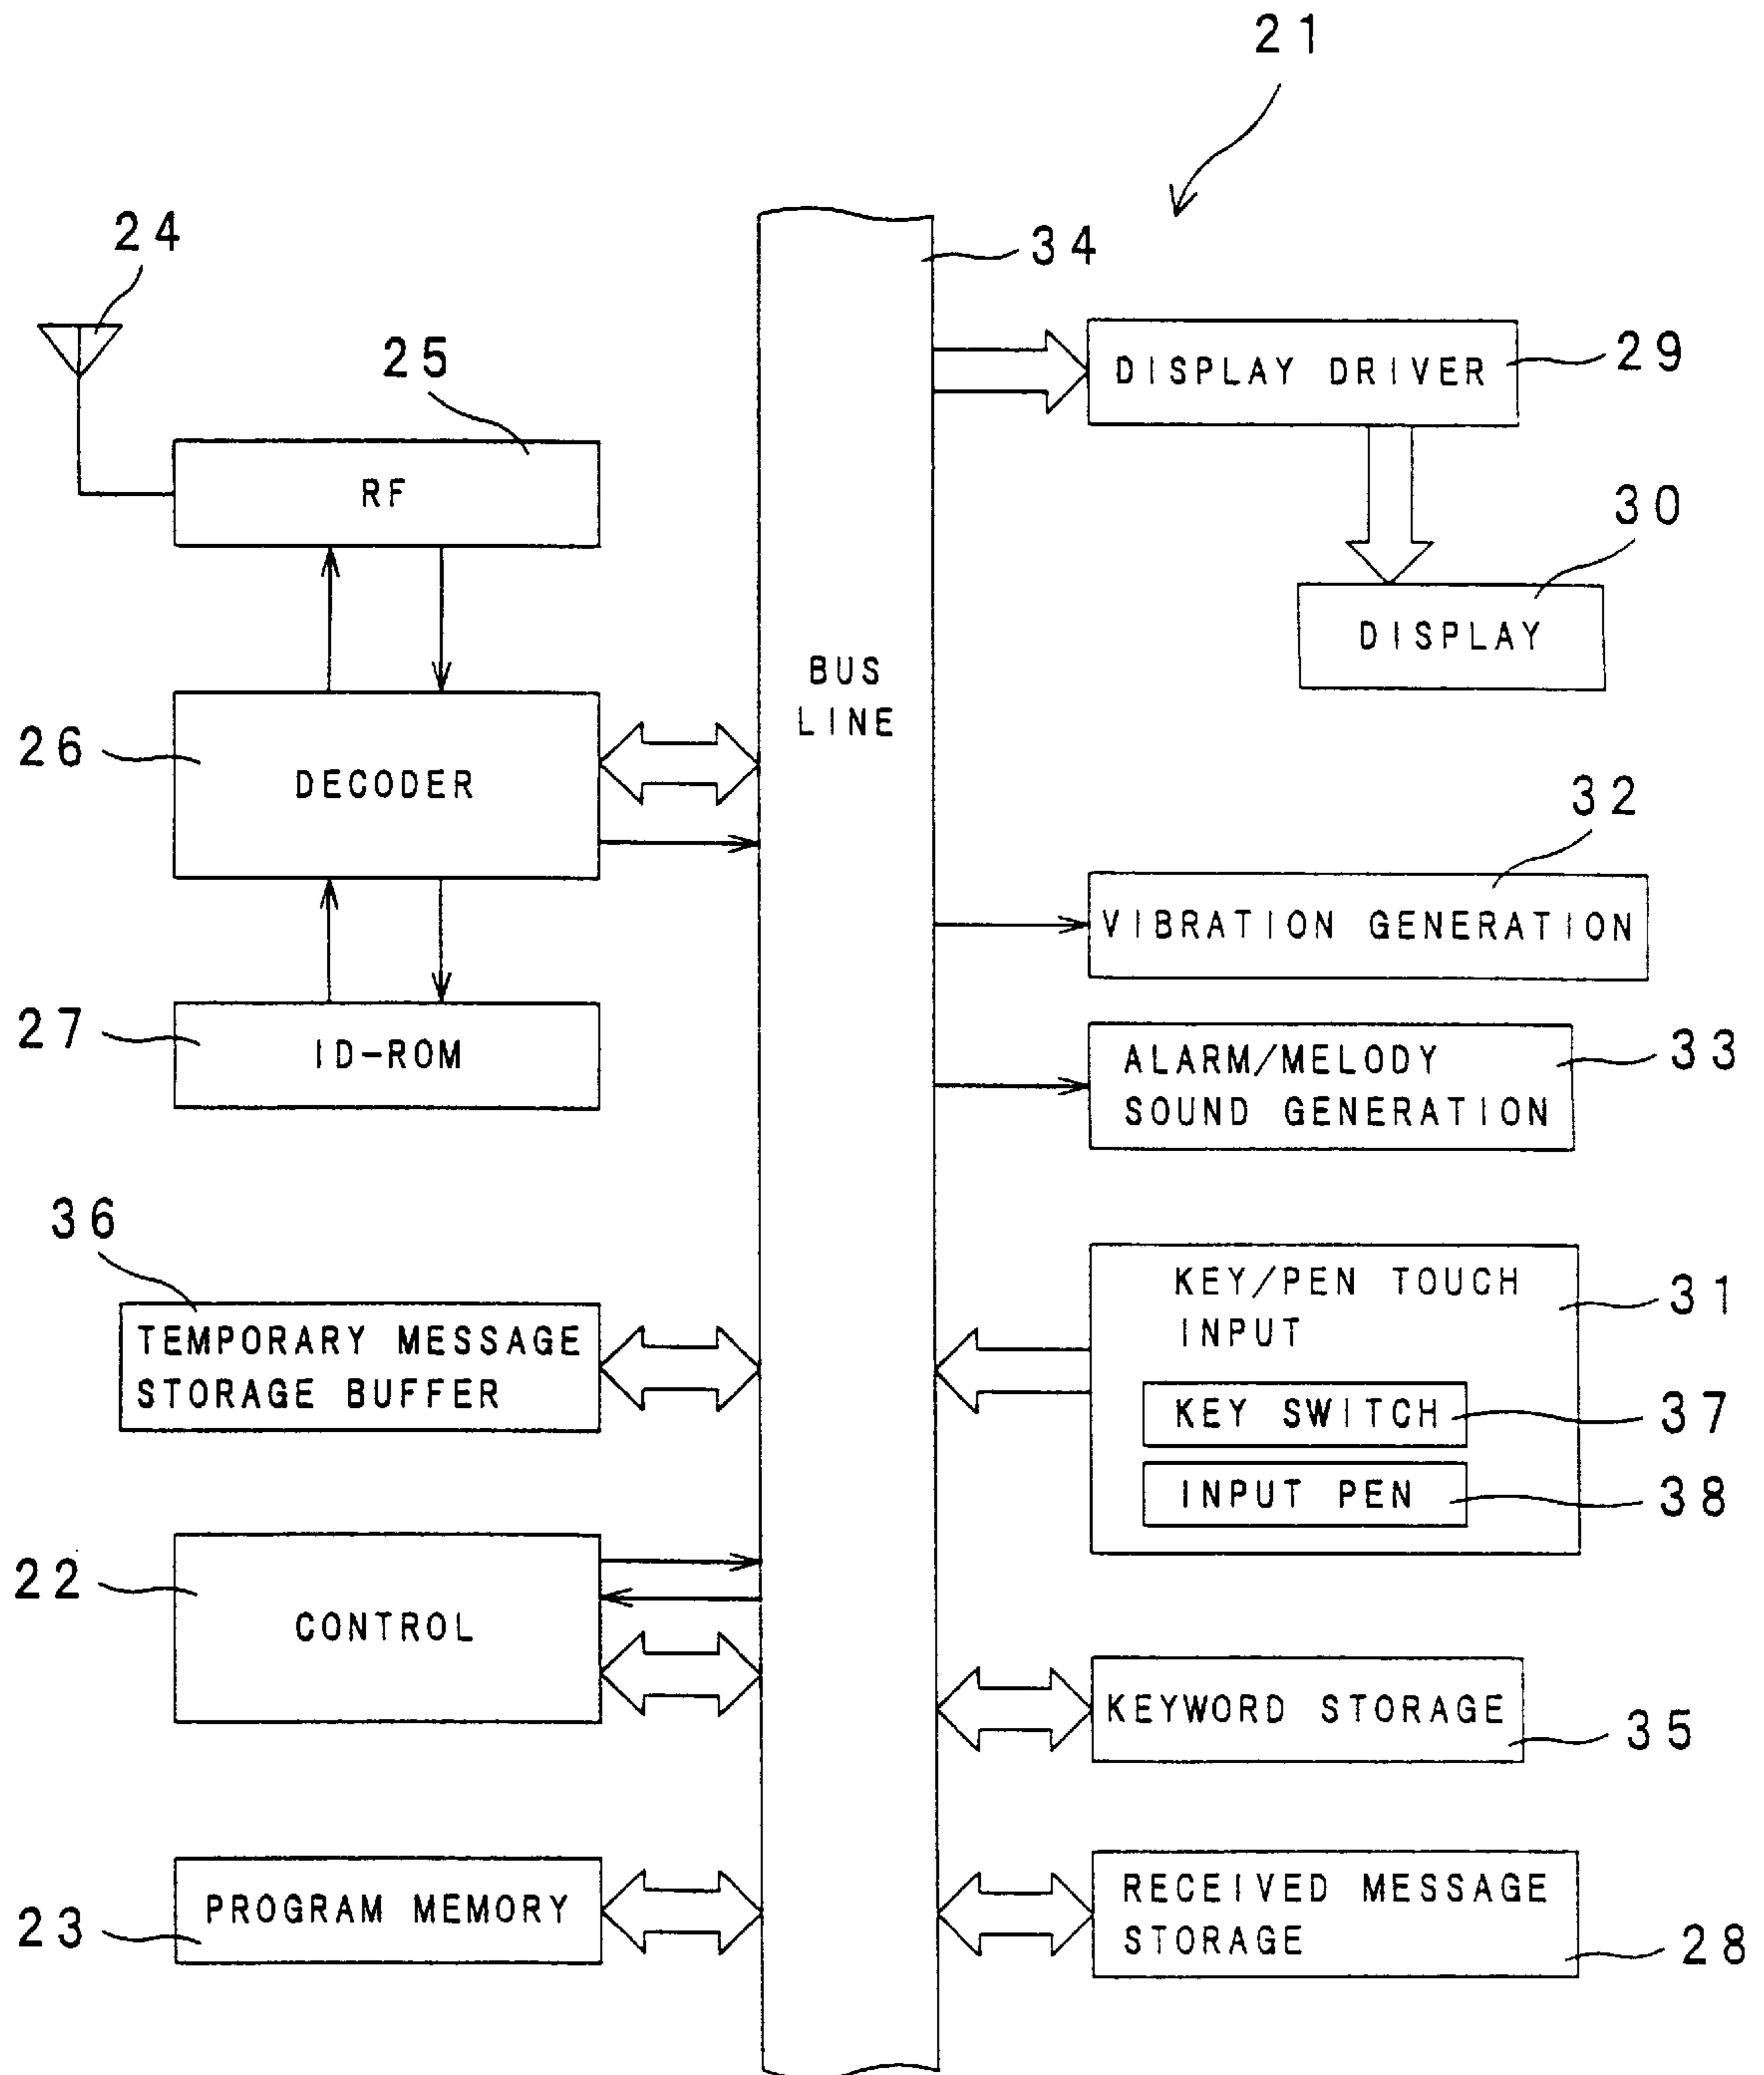 21
24
34
25
DISPLAY DRIVER
29
RF
30
DISPLAY
BUS
LINE
26
DECODER
32
VIBRATION GENERATION
27
ID-ROM
ALARM/MELODY
SOUND GENERATION
33
36
TEMPORARY MESSAGE
STORAGE BUFFER
KEY/PEN TOUCH
INPUT
31
KEY SWITCH
37
INPUT PEN
38
22
CONTROL
KEYWORD STORAGE
35
PROGRAM MEMORY
23
RECEIVED MESSAGE
STORAGE
28